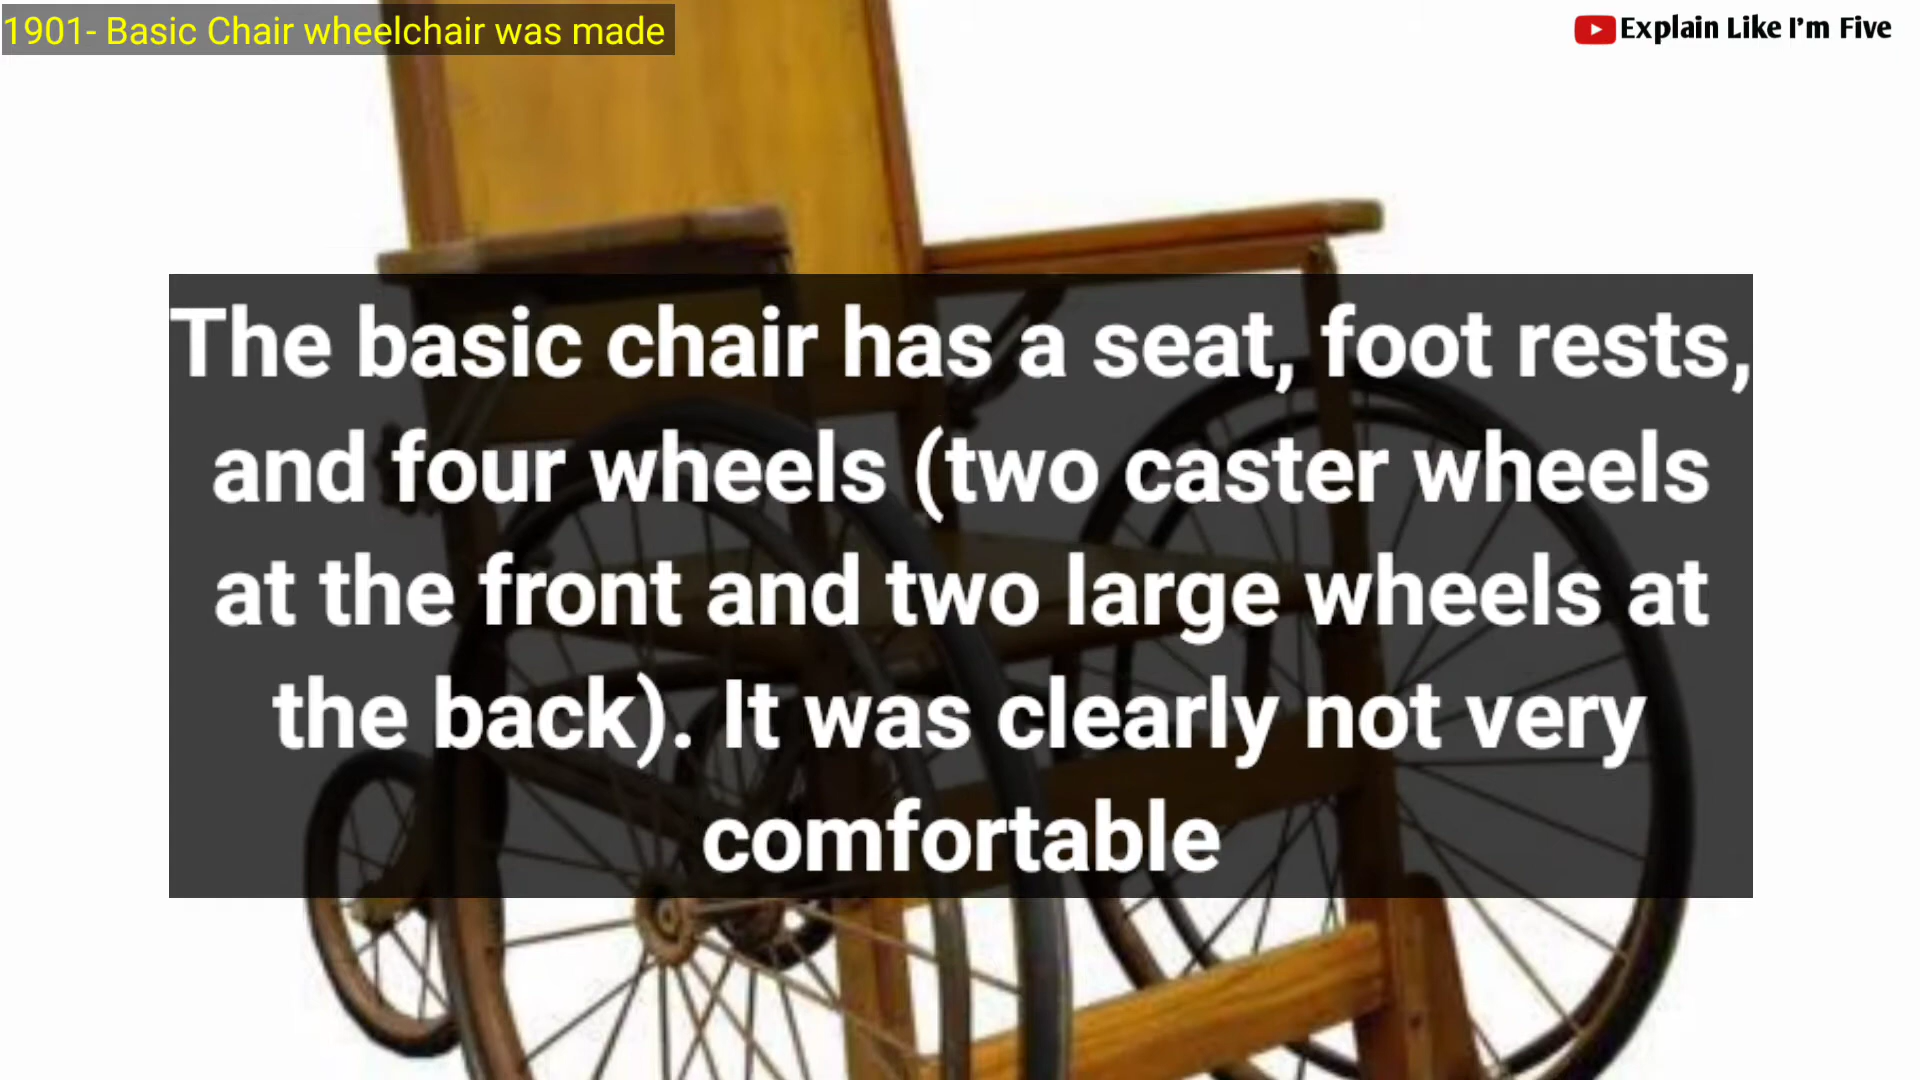 1901- Basic Chair wheelchair was made
Explain Like I'm Five
The basic chair has a seat, foot rests,
and four wheels (two caster wheels
at the front and two large wheels at
the back). It was clearly not very
comfortable